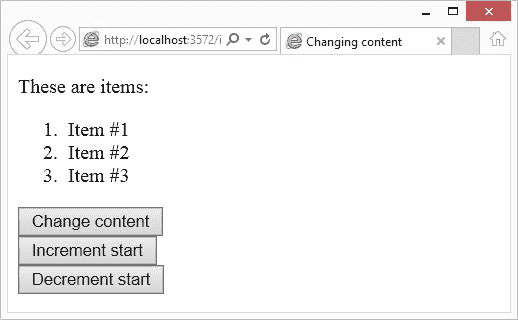 http://localhost:3572/i
Changing content
These are items:
1. Item #1
2. Item #2
3. Item #3
Change content
Increment start
Decrement start